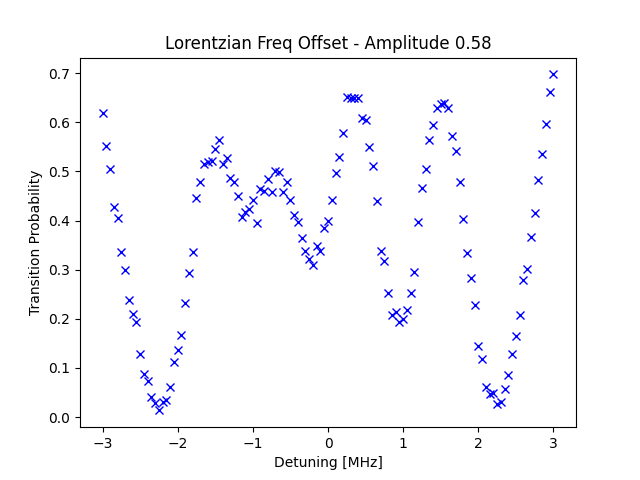 Lorentzian Freq Offset - Amplitude 0.58
Transition Probability
0.7
0.6
0.5
0.4
0.3
0.2
0.1
0.0
−3 −2 −1 0 1 2 3
Detuning [MHz]